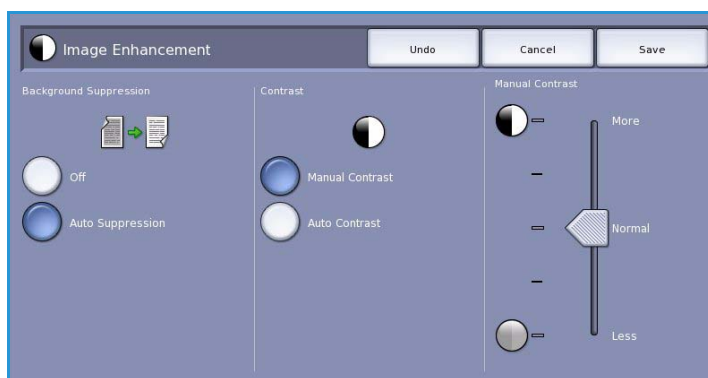 Image Enhancement
Undo
Cancel
Save
Background Suppression
Off
Auto Suppression
Contrast
Manual Contrast
Auto Contrast
Manual Contrast
More
Normal
Less